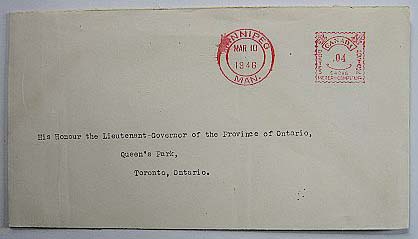 WINNIPEG
MAR 10
1946
MAN.
CANADA
.04
His Honour the Lieutenant-Governor of the Province of Ontario,
Queen's Park,
Toronto, Ontario.